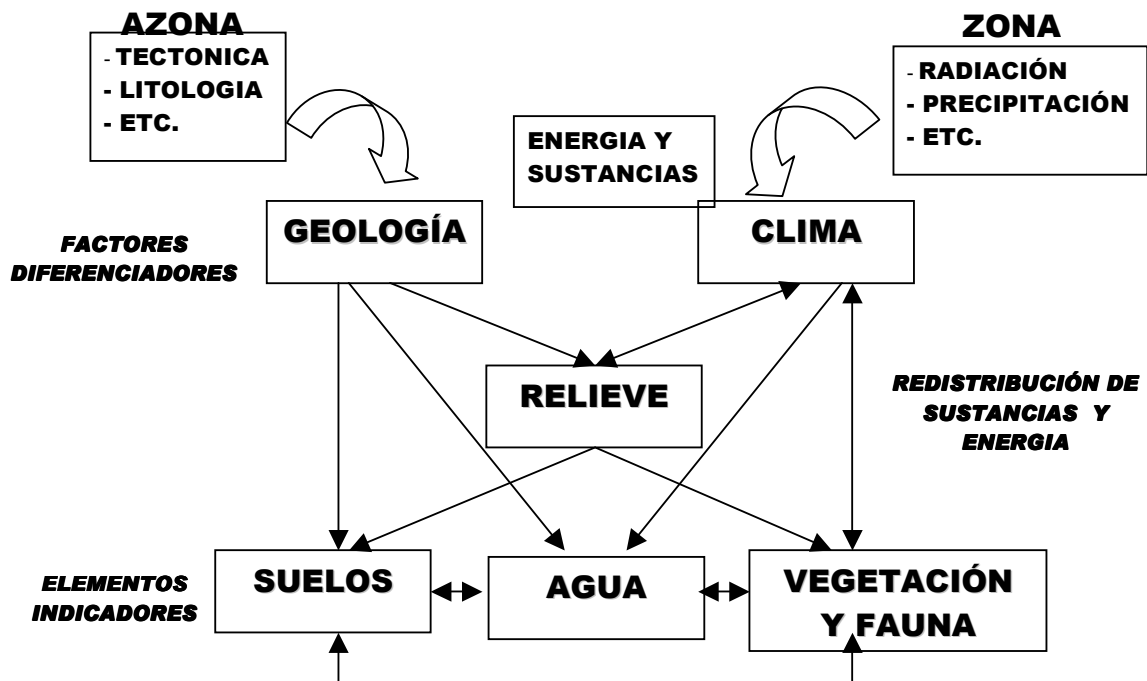 AZONA
- TECTONICA
- LITOLOGIA
- ETC.
ZONA
- RADIACIÓN
- PRECIPITACIÓN
- ETC.
ENERGIA Y
SUSTANCIAS
GEOLOGÍA
CLIMA
FACTORES
DIFERENCIADORES
RELIEVE
REDISTRIBUCIÓN DE
SUSTANCIAS Y
ENERGIA
ELEMENTOS
INDICADORES
SUELOS
AGUA
VEGETACIÓN
Y FAUNA